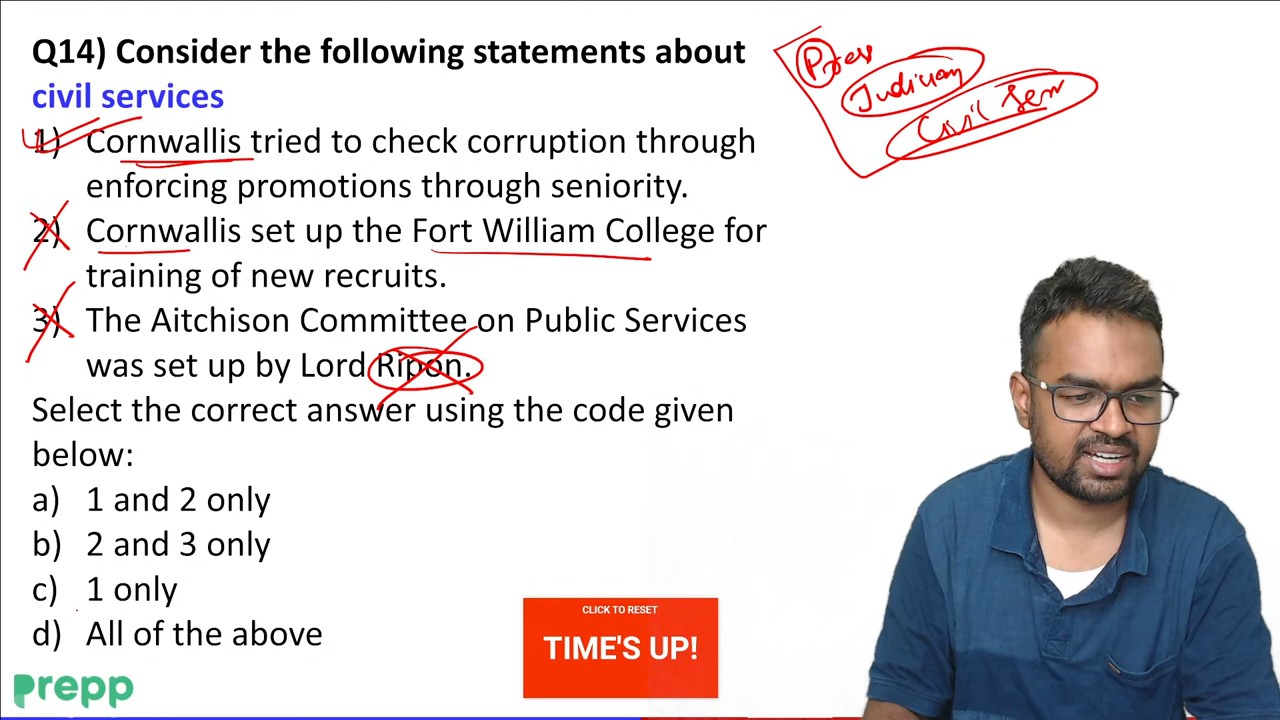 Q14) Consider the following statements about
civil services
1) Cornwallis tried to check corruption through
enforcing promotions through seniority.
2) Cornwallis set up the Fort William College for
training of new recruits.
3) The Aitchison Committee on Public Services
was set up by Lord Ripon.
Select the correct answer using the code given
below:
a) 1 and 2 only
b) 2 and 3 only
c) 1 only
d) All of the above
Press
Judiciary
Civil Serv
CLICK TO RESET
TIME'S UP!
prepp